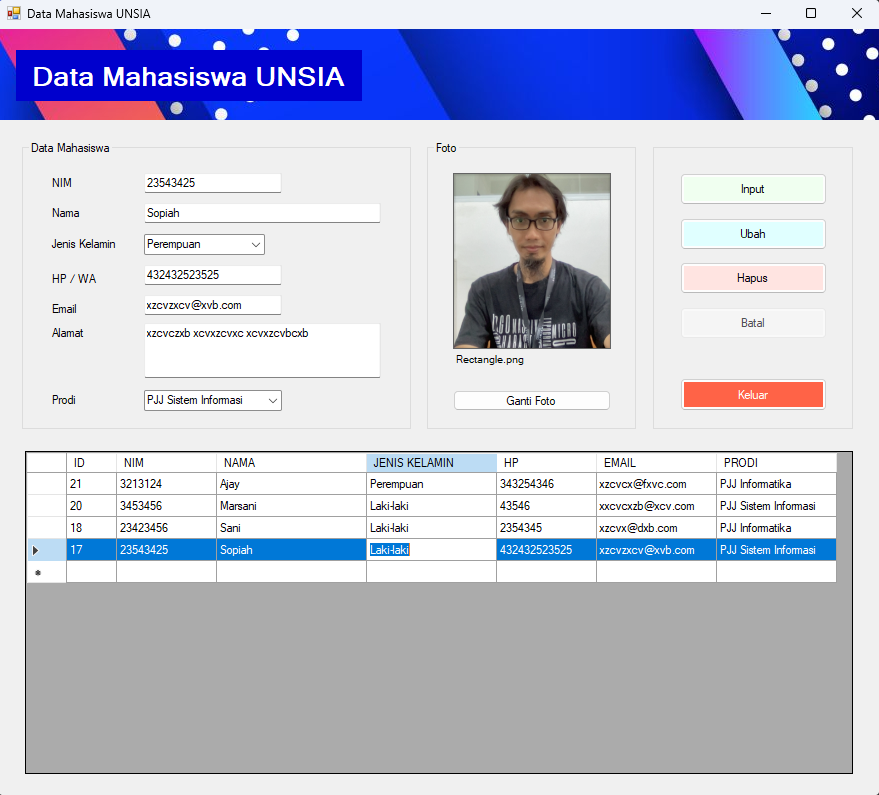 Data Mahasiswa UNSIA
Data Mahasiswa UNSIA
Data Mahasiswa
NIM 23543425
Nama Sopiah
Jenis Kelamin Perempuan
HP / WA 432432523525
Email xzcvzxcv@xvb.com
Alamat xzcvczxb xcvxzcvxc xcvxzcvbcxb
Prodi PJJ Sistem Informasi
Foto
Rectangle.png
Ganti Foto
Input
Ubah
Hapus
Batal
Keluar
ID NIM NAMA JENIS KELAMIN HP EMAIL PRODI
21 3213124 Ajay Perempuan 343254346 xzcvcx@fxvc.com PJJ Informatika
20 3453456 Marsani Laki-laki 43546 xxcvcxzb@xcv.com PJJ Sistem Informasi
18 23423456 Sani Laki-laki 2354345 xzcvx@dxb.com PJJ Informatika
17 23543425 Sopiah Laki-laki 432432523525 xzcvzxcv@xvb.com PJJ Sistem Informasi